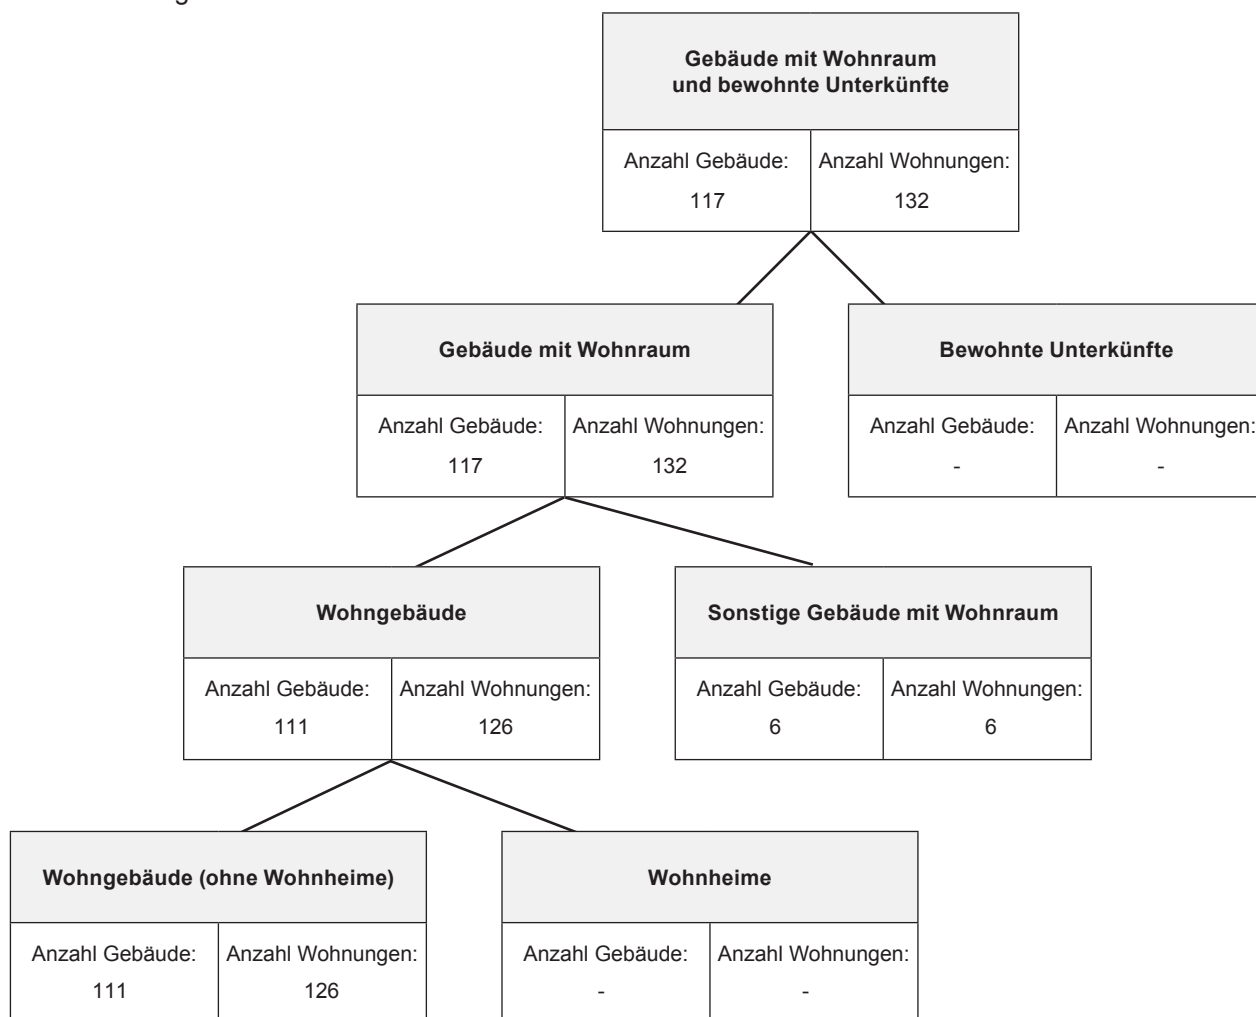 Gebäude mit Wohnraum
und bewohnte Unterkünfte
Anzahl Gebäude:
117
Anzahl Wohnungen:
132
Gebäude mit Wohnraum
Anzahl Gebäude:
117
Anzahl Wohnungen:
132
Bewohnte Unterkünfte
Anzahl Gebäude:
-
Anzahl Wohnungen:
-
Wohngebäude
Anzahl Gebäude:
111
Anzahl Wohnungen:
126
Sonstige Gebäude mit Wohnraum
Anzahl Gebäude:
6
Anzahl Wohnungen:
6
Wohngebäude (ohne Wohnheime)
Anzahl Gebäude:
111
Anzahl Wohnungen:
126
Wohnheime
Anzahl Gebäude:
-
Anzahl Wohnungen:
-